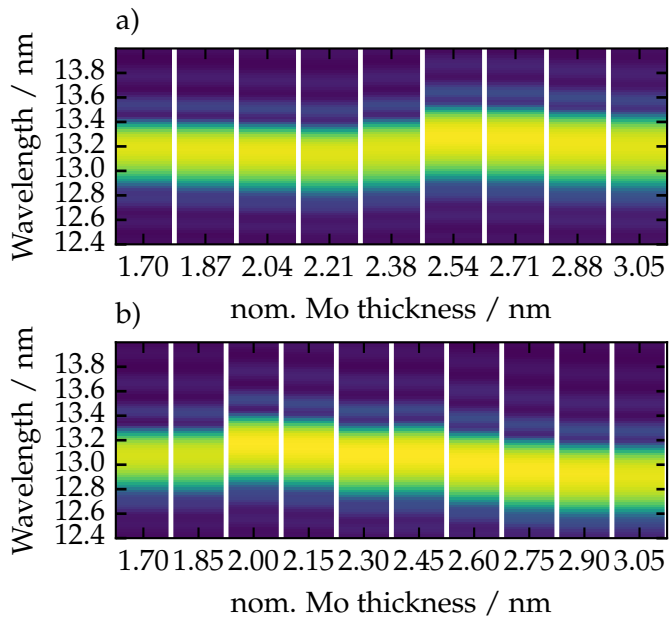 a)
Wavelength / nm
13.8
13.6
13.4
13.2
13.0
12.8
12.6
12.4
1.70 1.87 2.04 2.21 2.38 2.54 2.71 2.88 3.05
nom. Mo thickness / nm
b)
Wavelength / nm
13.8
13.6
13.4
13.2
13.0
12.8
12.6
12.4
1.70 1.85 2.00 2.15 2.30 2.45 2.60 2.75 2.90 3.05
nom. Mo thickness / nm